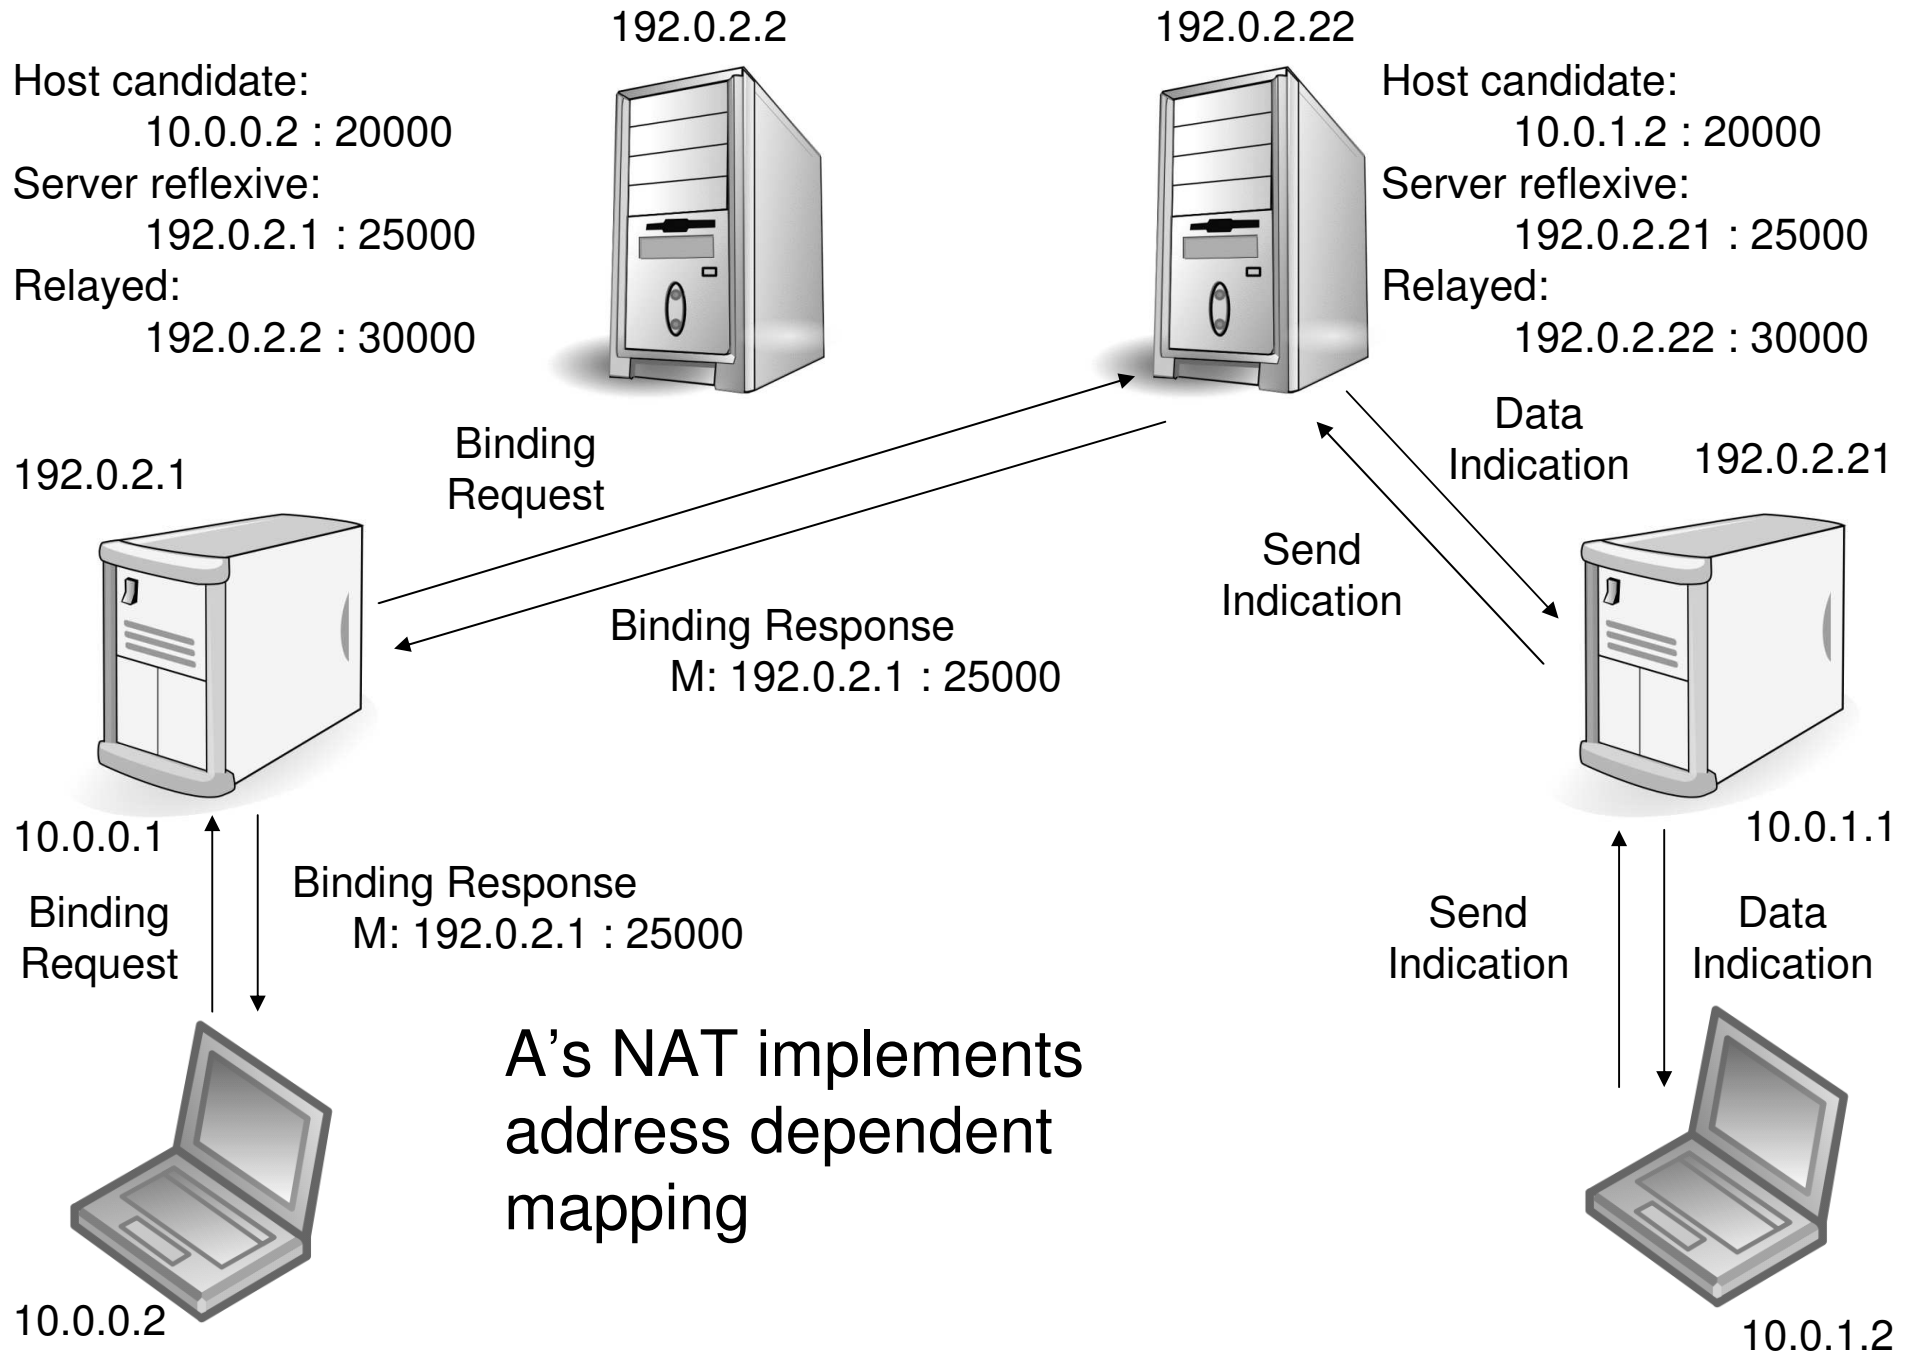 192.0.2.2
192.0.2.22
Host candidate:
10.0.0.2 : 20000
Server reflexive:
192.0.2.1 : 25000
Relayed:
192.0.2.2 : 30000
Host candidate:
10.0.1.2 : 20000
Server reflexive:
192.0.2.21 : 25000
Relayed:
192.0.2.22 : 30000
192.0.2.1
Binding
Request
Data
Indication
192.0.2.21
Send
Indication
Binding Response
M: 192.0.2.1 : 25000
10.0.0.1
10.0.1.1
Binding
Request
Binding Response
M: 192.0.2.1 : 25000
Send
Indication
Data
Indication
A's NAT implements
address dependent
mapping
10.0.0.2
10.0.1.2